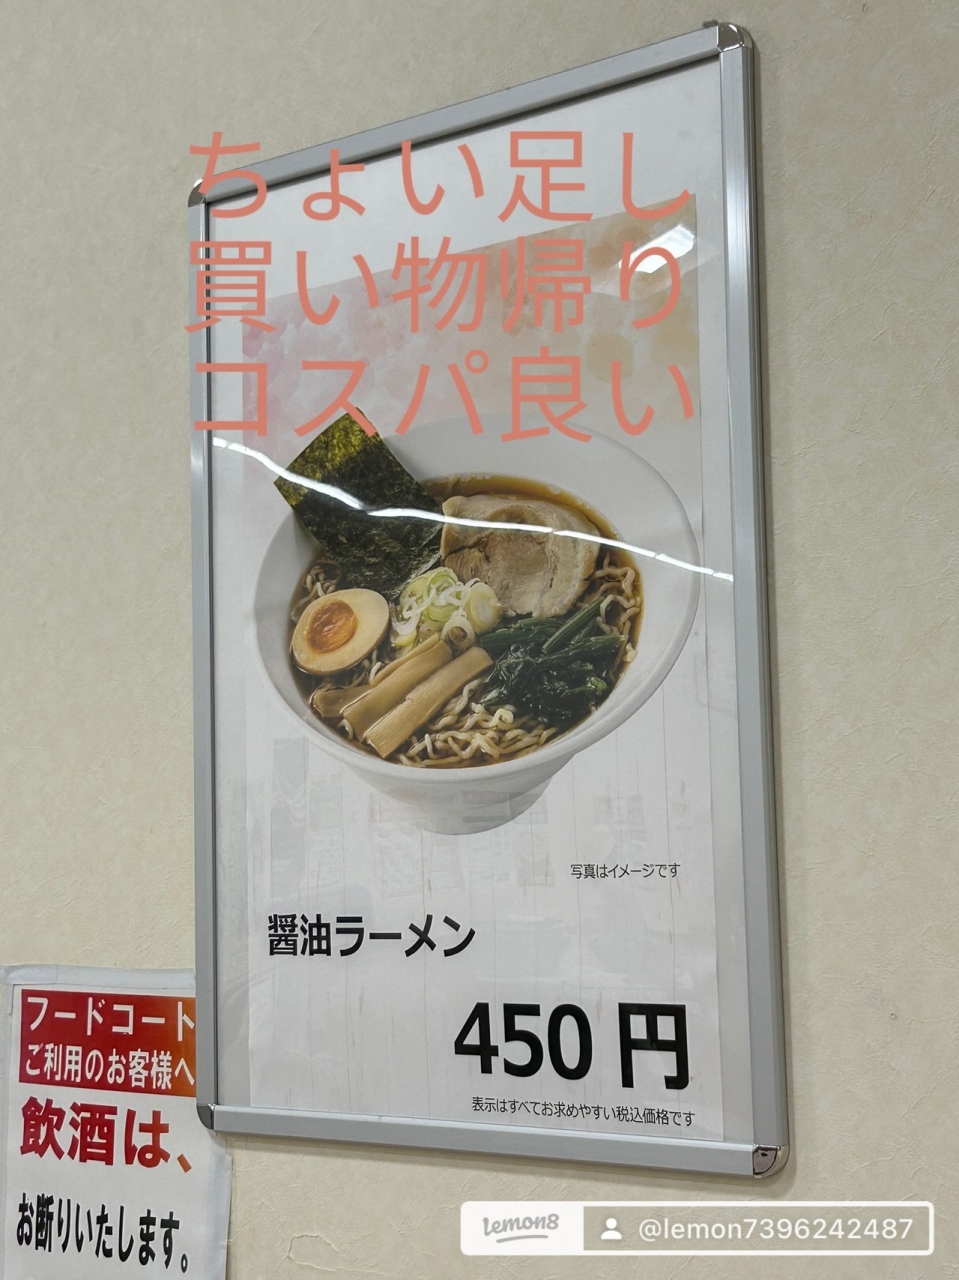 ちょい足し
買い物帰り
コスパ良い
写真はイメージです
醤油ラーメン
450 円
表示はすべてお求めやすい税込価格です
フードコート
ご利用のお客様へ
飲酒は、
お断りいたします。
lemon8 @lemon7396242487